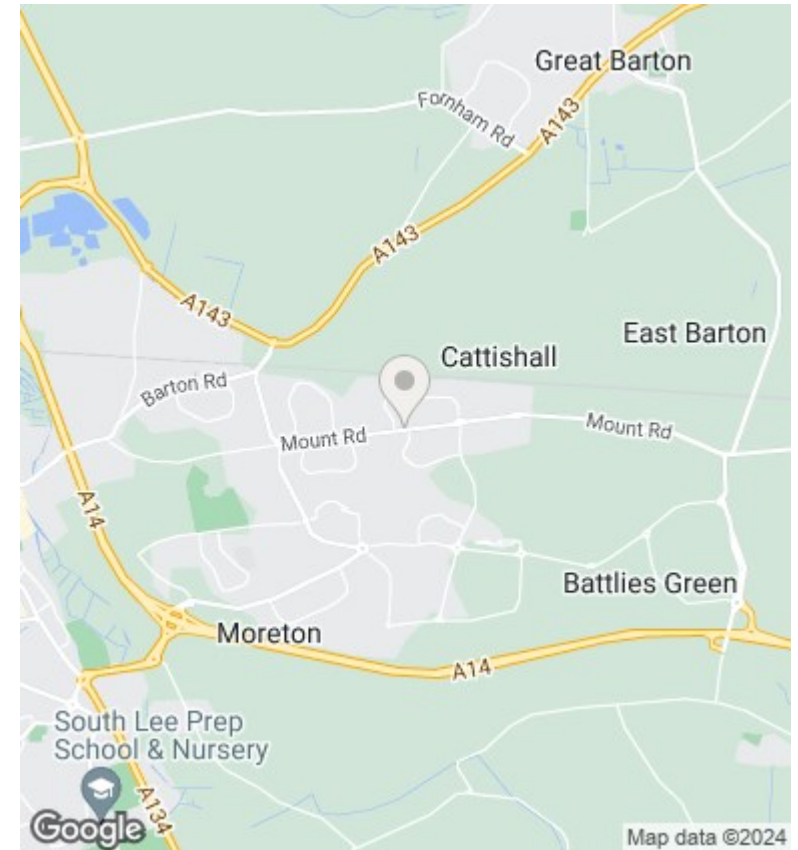 Great Barton
Fornham Rd
A143
A143
A143
East Barton
Cattishall
Barton Rd
Mount Rd
Mount Rd
A14
Battlies Green
Moreton
A14
South Lee Prep
School & Nursery
A134
Google
Map data ©2024